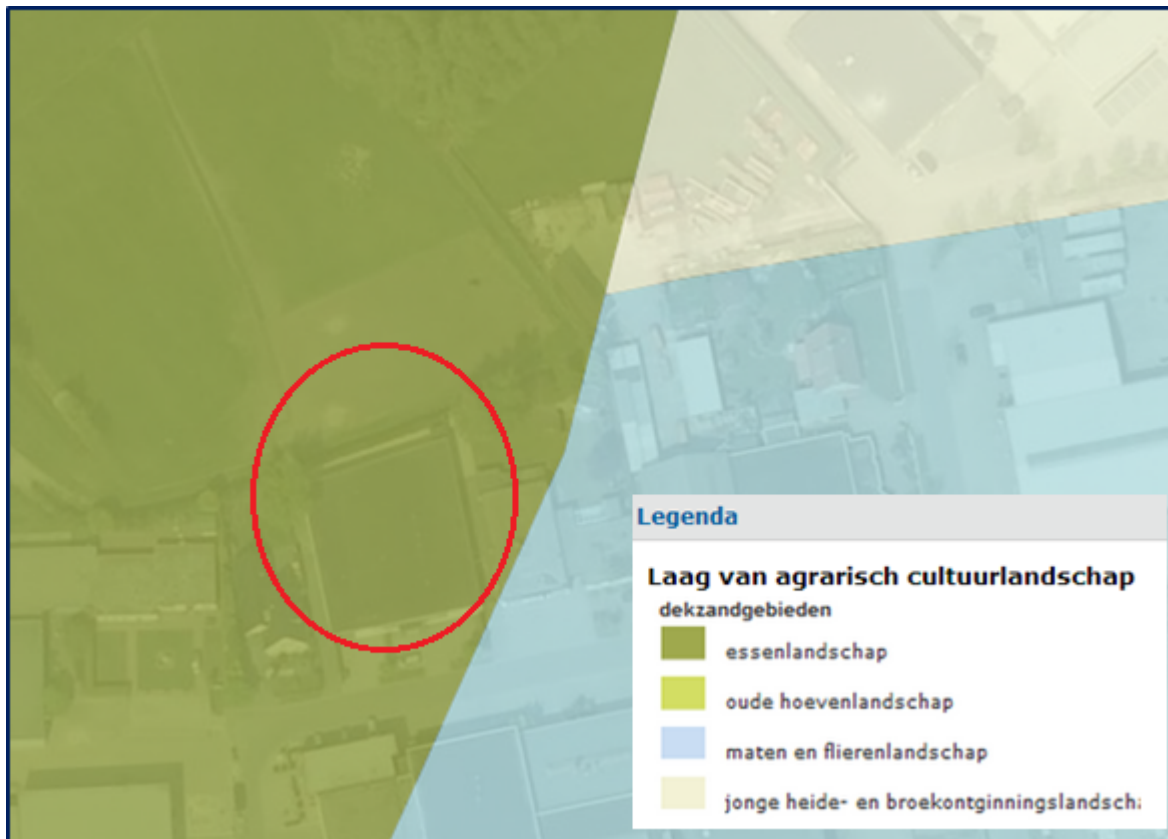 Legenda
Laag van agrarisch cultuurlandschap
dekzandgebieden
essenlandschap
oude hoevenlandschap
maten en flierenlandschap
jonge heide- en broekontginningslandscha